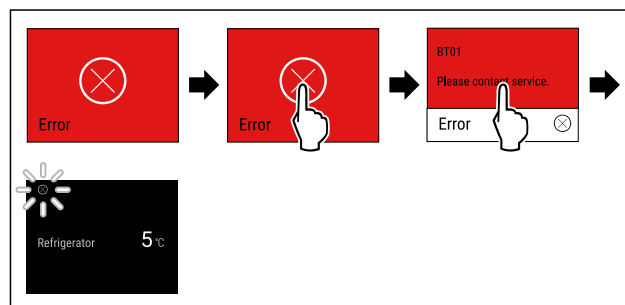 Error
Error
BT01
Please contact service.
Error
Refrigerator 5 °C